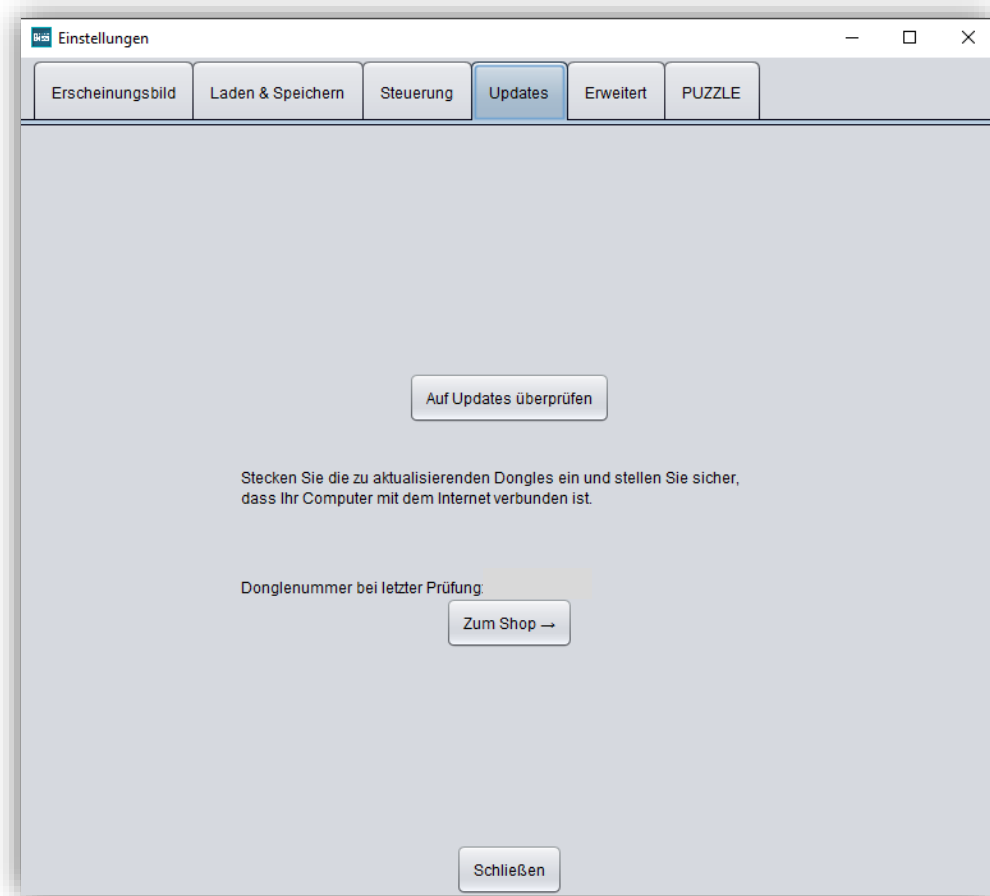 Einstellungen
Erscheinungsbild Laden & Speichern Steuerung Updates Erweitert PUZZLE
Auf Updates überprüfen
Stecken Sie die zu aktualisierenden Dongles ein und stellen Sie sicher,
dass Ihr Computer mit dem Internet verbunden ist.
Donglenummer bei letzter Prüfung:
Zum Shop →
Schließen